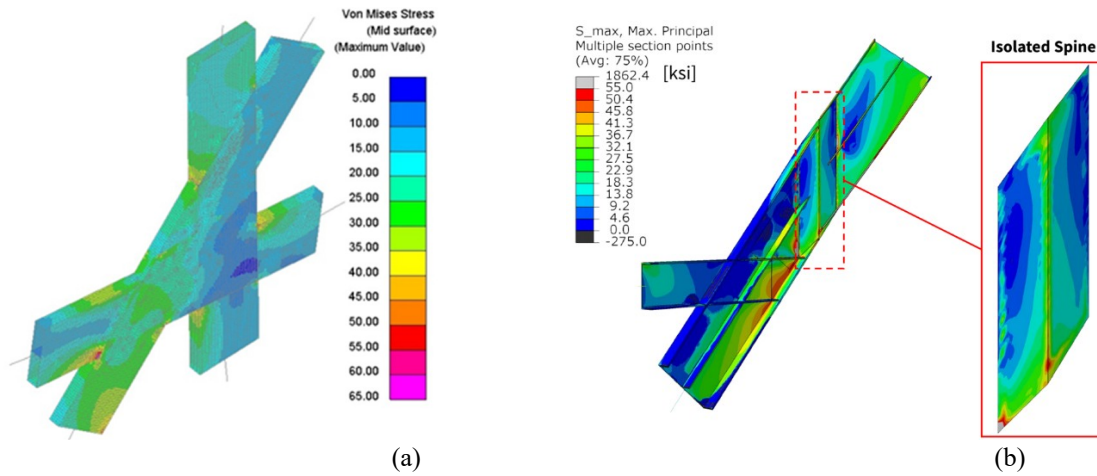 Von Mises Stress
(Mid surface)
(Maximum Value)
0.00
5.00
10.00
15.00
20.00
25.00
30.00
35.00
40.00
45.00
50.00
55.00
60.00
65.00
(a)
S_max, Max. Principal
Multiple section points
(Avg: 75%)
[ksi]
1862.4
55.0
50.4
45.8
41.3
36.7
32.1
27.5
22.9
18.3
13.8
9.2
4.6
0.0
-275.0
Isolated Spine
(b)